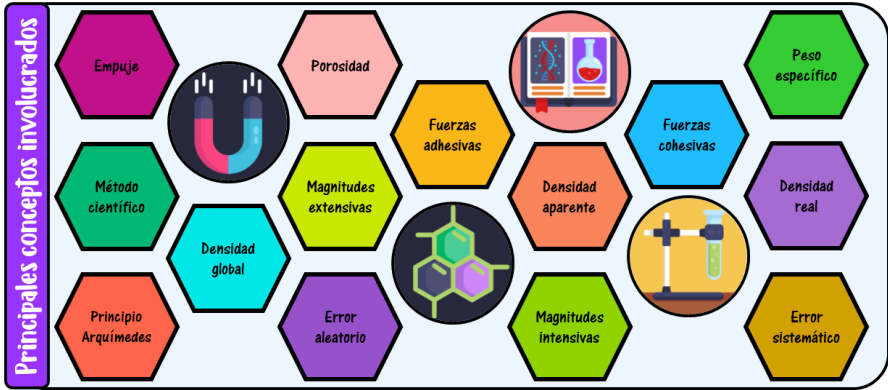 Principales conceptos involucrados
Empuje
Porosidad
Peso
específico
Fuerzas
adhesivas
Fuerzas
cohesivas
Método
científico
Magnitudes
extensivas
Densidad
aparente
Densidad
real
Densidad
global
Principio
Arquímedes
Error
aleatorio
Magnitudes
intensivas
Error
sistemático